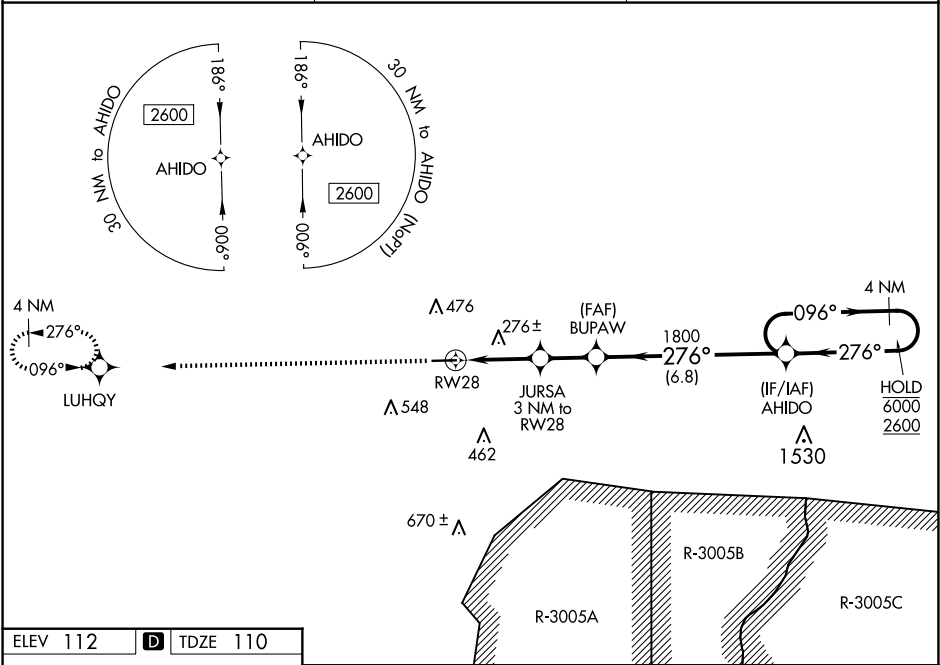 30 NM to AHIDO
186°
2600
AHIDO
006°
186°
AHIDO
2600
006°
30 NM to AHIDO (NoPT)
4 NM
276°
096°
LUHQY
476
276 ±
RW28
548
462
JURSA
3 NM to
RW28
(FAF)
BUPAW
1800
276°
(6.8)
4 NM
096°
276°
(IF/IAF)
AHIDO
HOLD
6000
2600
1530
670 ±
R-3005A
R-3005B
R-3005C
ELEV 112 D TDZE 110